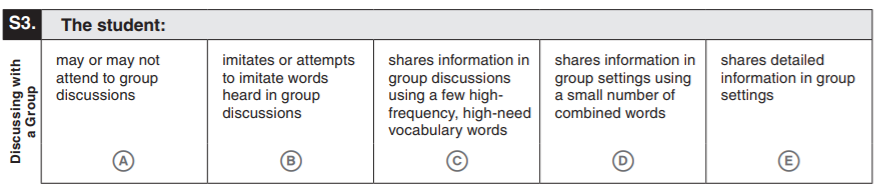 S3. The student:
Discussing with
a Group
may or may not
attend to group
discussions
A
imitates or attempts
to imitate words
heard in group
discussions
B
shares information in
group discussions
using a few high-
frequency, high-need
vocabulary words
C
shares information in
group settings using
a small number of
combined words
D
shares detailed
information in group
settings
E